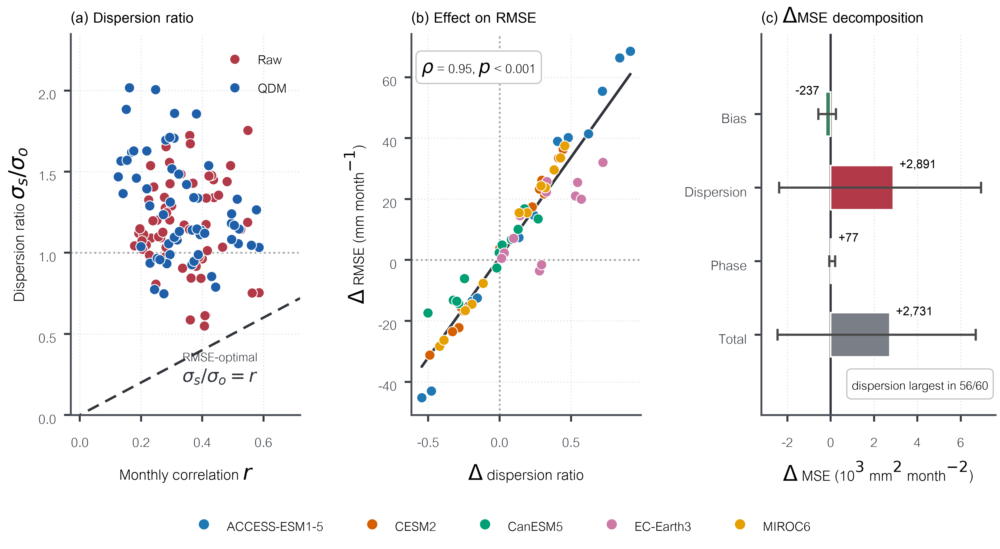 (a) Dispersion ratio
Raw
QDM
2.0
1.5
1.0
0.5
0.0
Dispersion ratio σₛ/σₒ
RMSE-optimal
σₛ/σₒ = r
0.0 0.2 0.4 0.6
Monthly correlation r
(b) Effect on RMSE
ρ = 0.95, p < 0.001
60
40
20
0
-20
-40
Δ RMSE (mm month⁻¹)
-0.5 0.0 0.5
Δ dispersion ratio
(c) ΔMSE decomposition
-237
Bias
+2,891
Dispersion
+77
Phase
+2,731
Total
dispersion largest in 56/60
-2 0 2 4 6
Δ MSE (10³ mm² month⁻²)
ACCESS-ESM1-5 CESM2 CanESM5 EC-Earth3 MIROC6